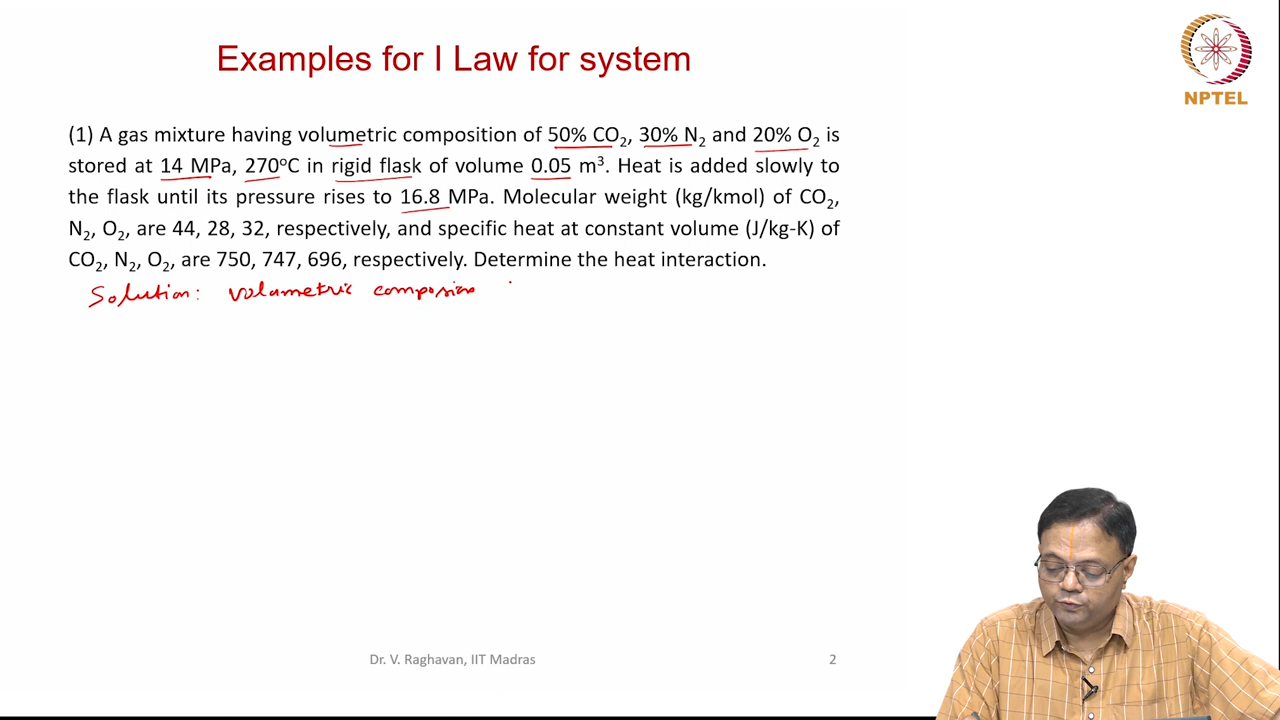 Examples for I Law for system
NPTEL
(1) A gas mixture having volumetric composition of 50% CO₂, 30% N₂ and 20% O₂ is
stored at 14 MPa, 270°C in rigid flask of volume 0.05 m³. Heat is added slowly to
the flask until its pressure rises to 16.8 MPa. Molecular weight (kg/kmol) of CO₂,
N₂, O₂, are 44, 28, 32, respectively, and specific heat at constant volume (J/kg-K) of
CO₂, N₂, O₂, are 750, 747, 696, respectively. Determine the heat interaction.
Solution: volumetric
Dr. V. Raghavan, IIT Madras
2